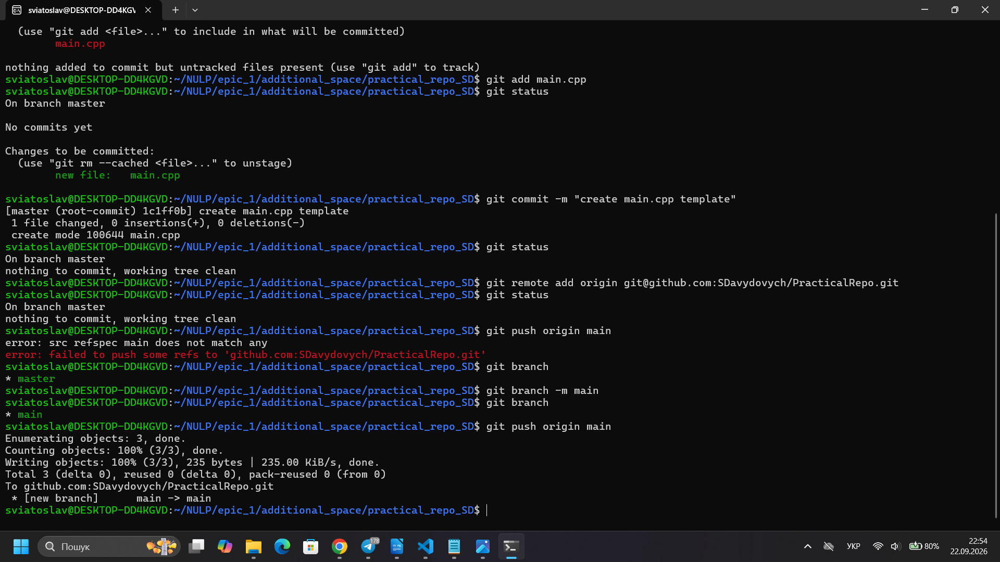 sviatoslav@DESKTOP-DD4KGV
  (use "git add <file>..." to include in what will be committed)
        main.cpp
nothing added to commit but untracked files present (use "git add" to track)
sviatoslav@DESKTOP-DD4KGVD:~/NULP/epic_1/additional_space/practical_repo_SD$ git add main.cpp
sviatoslav@DESKTOP-DD4KGVD:~/NULP/epic_1/additional_space/practical_repo_SD$ git status
On branch master
No commits yet
Changes to be committed:
  (use "git rm --cached <file>..." to unstage)
        new file:   main.cpp
sviatoslav@DESKTOP-DD4KGVD:~/NULP/epic_1/additional_space/practical_repo_SD$ git commit -m "create main.cpp template"
[master (root-commit) 1c1ff0b] create main.cpp template
 1 file changed, 0 insertions(+), 0 deletions(-)
 create mode 100644 main.cpp
sviatoslav@DESKTOP-DD4KGVD:~/NULP/epic_1/additional_space/practical_repo_SD$ git status
On branch master
nothing to commit, working tree clean
sviatoslav@DESKTOP-DD4KGVD:~/NULP/epic_1/additional_space/practical_repo_SD$ git remote add origin git@github.com:SDavydovych/PracticalRepo.git
sviatoslav@DESKTOP-DD4KGVD:~/NULP/epic_1/additional_space/practical_repo_SD$ git status
On branch master
nothing to commit, working tree clean
sviatoslav@DESKTOP-DD4KGVD:~/NULP/epic_1/additional_space/practical_repo_SD$ git push origin main
error: src refspec main does not match any
error: failed to push some refs to 'github.com:SDavydovych/PracticalRepo.git'
sviatoslav@DESKTOP-DD4KGVD:~/NULP/epic_1/additional_space/practical_repo_SD$ git branch
* master
sviatoslav@DESKTOP-DD4KGVD:~/NULP/epic_1/additional_space/practical_repo_SD$ git branch -m main
sviatoslav@DESKTOP-DD4KGVD:~/NULP/epic_1/additional_space/practical_repo_SD$ git branch
* main
sviatoslav@DESKTOP-DD4KGVD:~/NULP/epic_1/additional_space/practical_repo_SD$ git push origin main
Enumerating objects: 3, done.
Counting objects: 100% (3/3), done.
Writing objects: 100% (3/3), 235 bytes | 235.00 KiB/s, done.
Total 3 (delta 0), reused 0 (delta 0), pack-reused 0 (from 0)
To github.com:SDavydovych/PracticalRepo.git
 * [new branch]      main -> main
sviatoslav@DESKTOP-DD4KGVD:~/NULP/epic_1/additional_space/practical_repo_SD$
Пошук
178
УКР
80%
22:54
22.09.2026